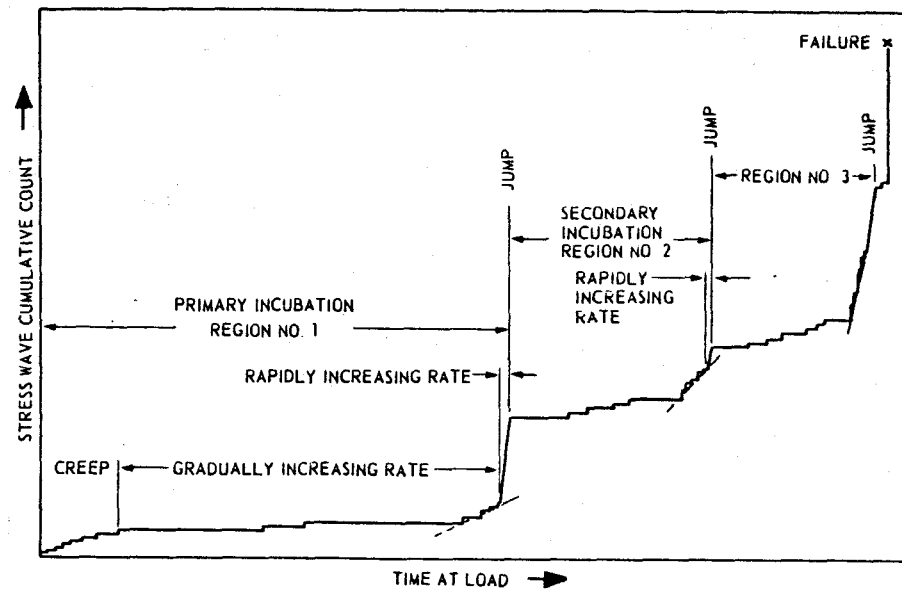 FAILURE
JUMP
JUMP
JUMP
REGION NO 3
SECONDARY
INCUBATION
REGION NO. 2
RAPIDLY
INCREASING
RATE
PRIMARY INCUBATION
REGION NO. 1
RAPIDLY INCREASING RATE
CREEP
GRADUALLY INCREASING RATE
STRESS WAVE CUMULATIVE COUNT
TIME AT LOAD